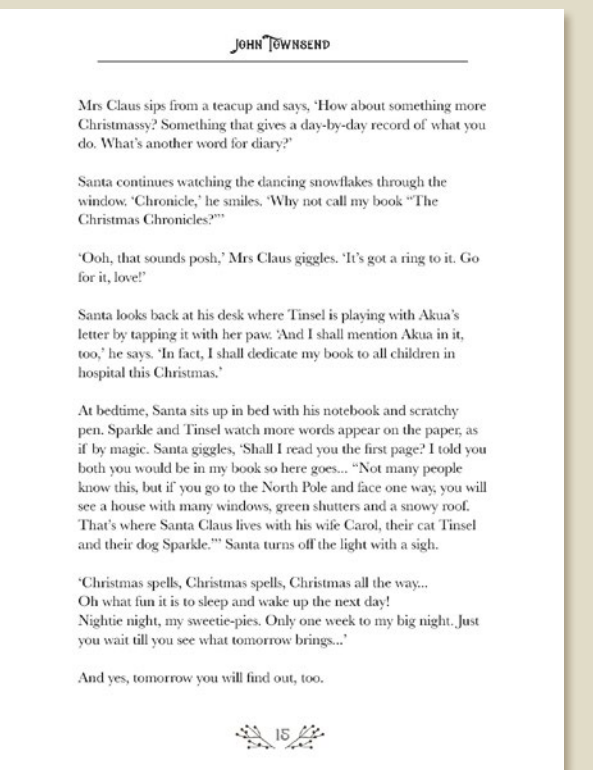 John Townsend
Mrs Claus sips from a teacup and says, ‘How about something more
Christmassy? Something that gives a day-by-day record of what you
do. What’s another word for diary?’
Santa continues watching the dancing snowflakes through the
window. ‘Chronicle,’ he smiles. ‘Why not call my book “The
Christmas Chronicles?”’
‘Ooh, that sounds posh,’ Mrs Claus giggles. ‘It’s got a ring to it. Go
for it, love!’
Santa looks back at his desk where Tinsel is playing with Akua’s
letter by tapping it with her paw. ‘And I shall mention Akua in it,
too,’ he says. ‘In fact, I shall dedicate my book to all children in
hospital this Christmas.’
At bedtime, Santa sits up in bed with his notebook and scratchy
pen. Sparkle and Tinsel watch more words appear on the paper, as
if by magic. Santa giggles, ‘Shall I read you the first page? I told you
both you would be in my book so here goes... “Not many people
know this, but if you go to the North Pole and face one way, you will
see a house with many windows, green shutters and a snowy roof.
That’s where Santa Claus lives with his wife Carol, their cat Tinsel
and their dog Sparkle.”’ Santa turns off the light with a sigh.
‘Christmas spells, Christmas spells, Christmas all the way...
Oh what fun it is to sleep and wake up the next day!
Nightie night, my sweetie-pies. Only one week to my big night. Just
you wait till you see what tomorrow brings...’
And yes, tomorrow you will find out, too.
15